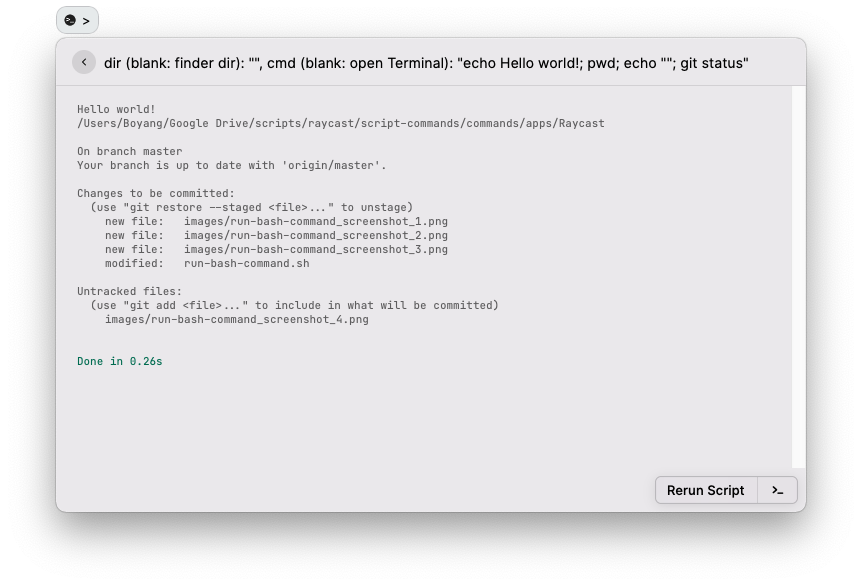 >
dir (blank: finder dir): "", cmd (blank: open Terminal): "echo Hello world!; pwd; echo ""; git status"
Hello world!
/Users/Boyang/Google Drive/scripts/raycast/script-commands/commands/apps/Raycast
On branch master
Your branch is up to date with 'origin/master'.
Changes to be committed:
(use "git restore --staged <file>..." to unstage)
new file:   images/run-bash-command_screenshot_1.png
new file:   images/run-bash-command_screenshot_2.png
new file:   images/run-bash-command_screenshot_3.png
modified:   run-bash-command.sh
Untracked files:
(use "git add <file>..." to include in what will be committed)
images/run-bash-command_screenshot_4.png
Done in 0.26s
Rerun Script